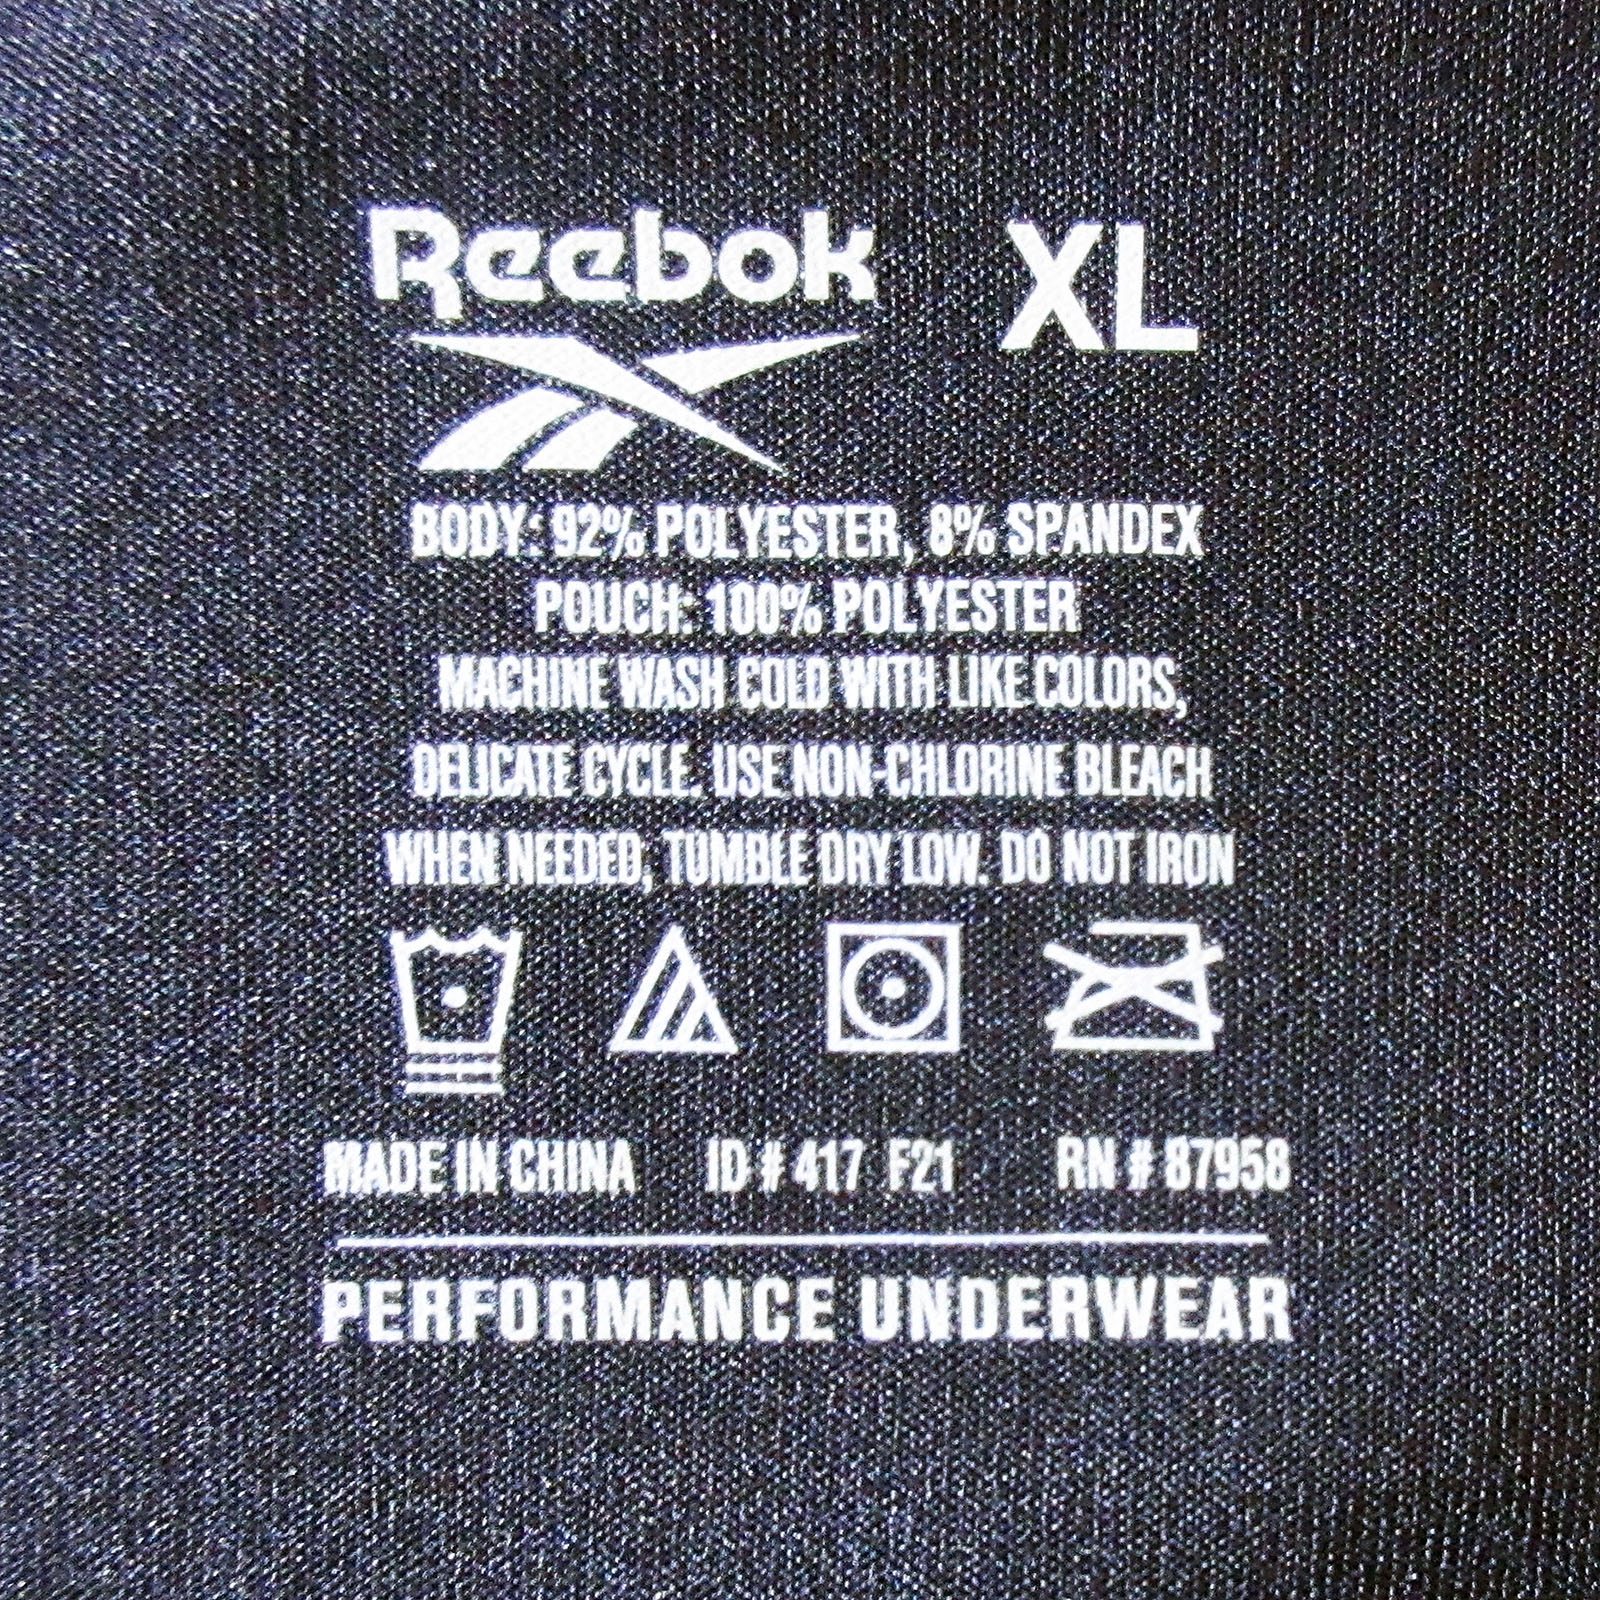 Reebok XL
BODY: 92% POLYESTER, 8% SPANDEX
POUCH: 100% POLYESTER
MACHINE WASH COLD WITH LIKE COLORS,
DELICATE CYCLE. USE NON-CHLORINE BLEACH
WHEN NEEDED, TUMBLE DRY LOW. DO NOT IRON
MADE IN CHINA ID # 417 F21 RN # 87958
PERFORMANCE UNDERWEAR